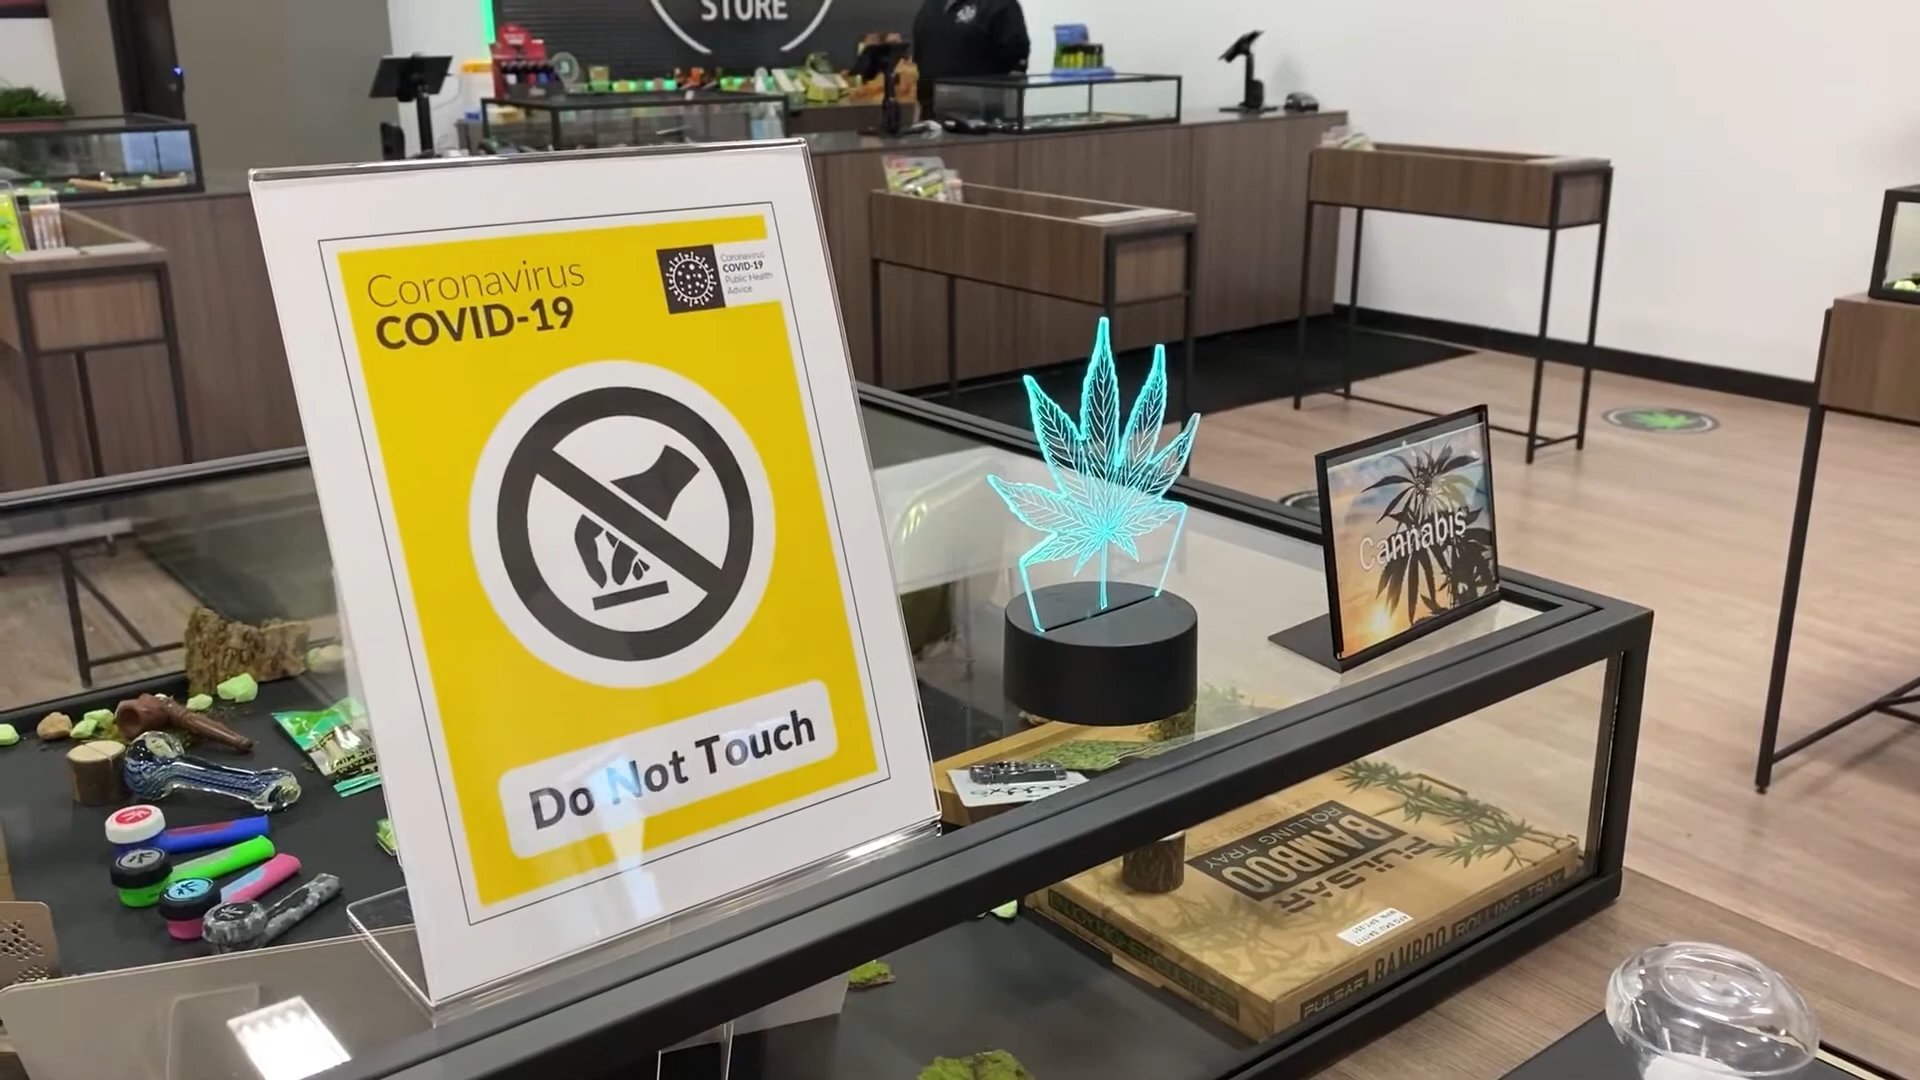 STORE
Coronavirus
COVID-19
Coronavirus
COVID-19
Public Health
Advice
Do Not Touch
Cannabis
PULSAR
BAMBOO
ROLLING TRAY
PULSAR BAMBOO ROLLING TRAY